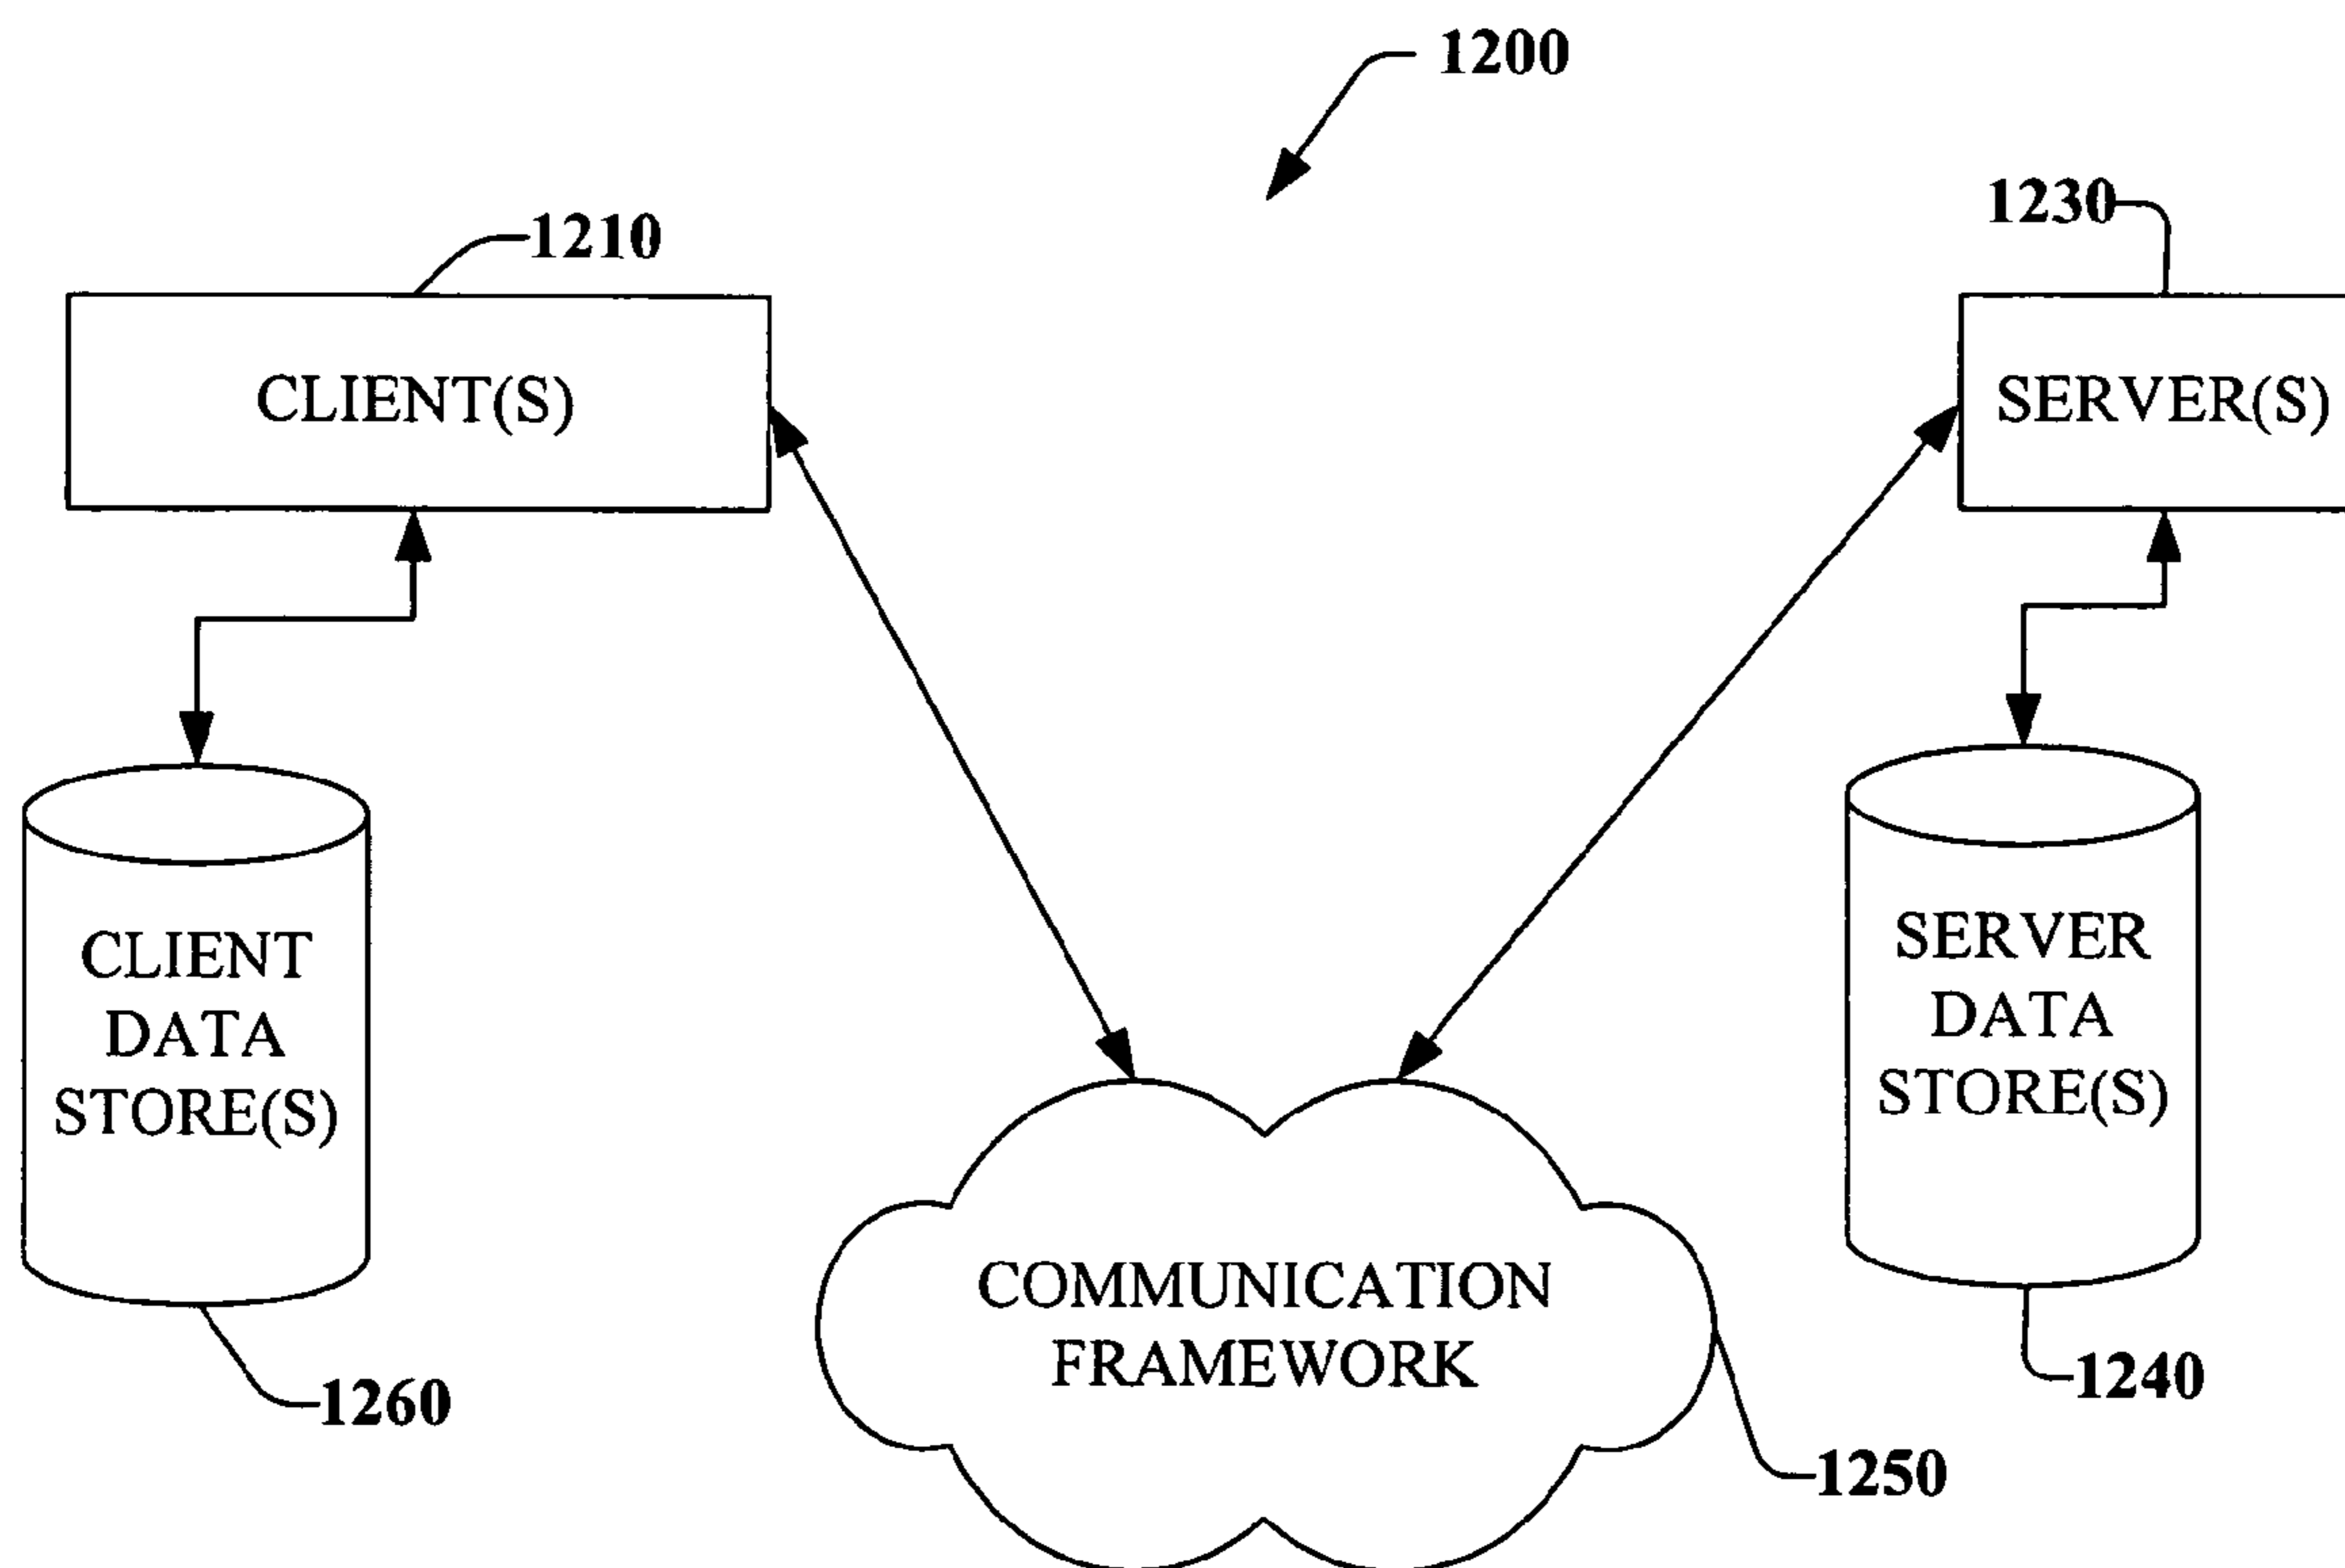 1200
1210
1230
CLIENT(S)
SERVER(S)
CLIENT
DATA
STORE(S)
SERVER
DATA
STORE(S)
COMMUNICATION
FRAMEWORK
1260
1240
1250